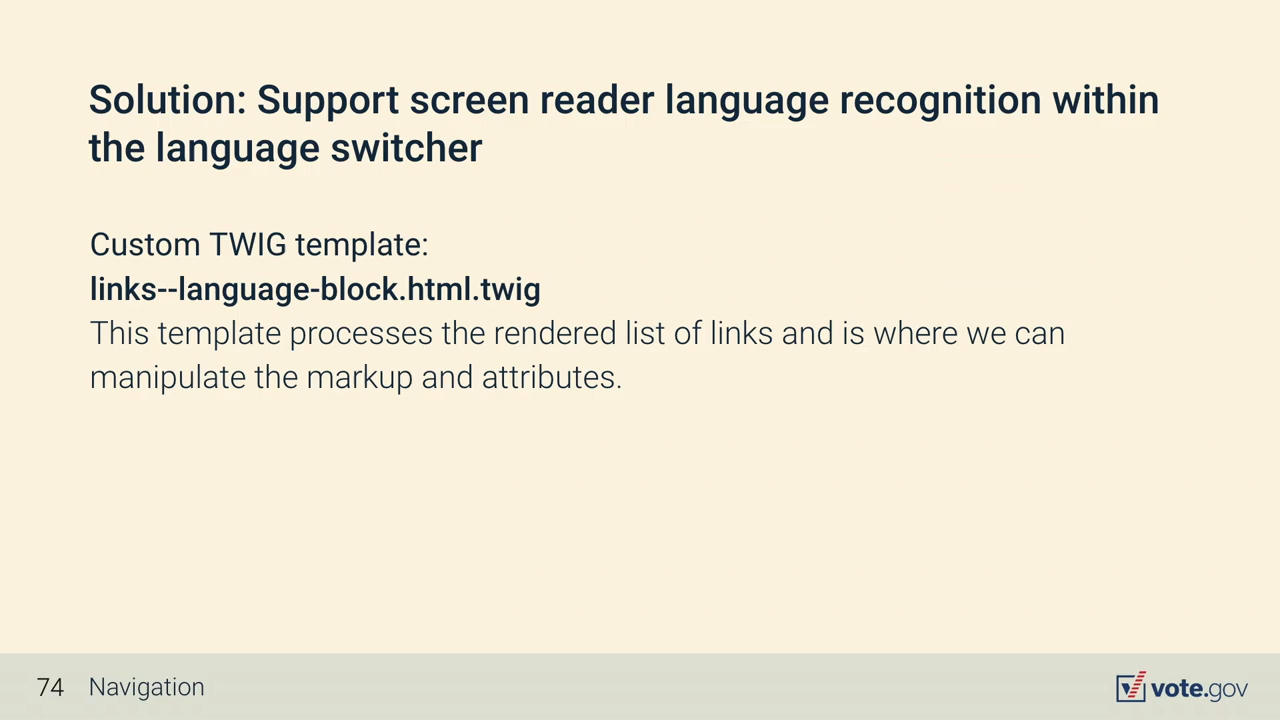 Solution: Support screen reader language recognition within
the language switcher
Custom TWIG template:
links--language-block.html.twig
This template processes the rendered list of links and is where we can
manipulate the markup and attributes.
74 Navigation
vote.gov